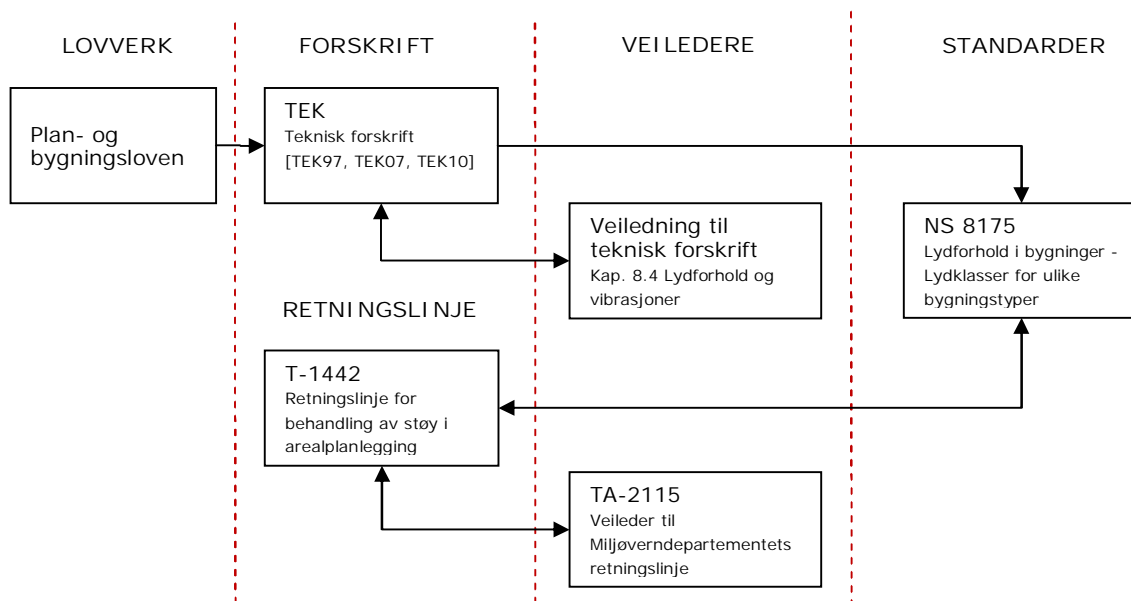 LOVVERK
FORSKRIFT
VEILEDERE
STANDARDER
Plan- og
bygningsloven
TEK
Teknisk forskrift
[TEK97, TEK07, TEK10]
Veiledning til
teknisk forskrift
Kap. 8.4 Lydforhold og
vibrasjoner
NS 8175
Lydforhold i bygninger -
Lydklasser for ulike
bygningstyper
RETNINGSLINJE
T-1442
Retningslinje for
behandling av støy i
arealplanlegging
TA-2115
Veileder til
Miljøverndepartementets
retningslinje